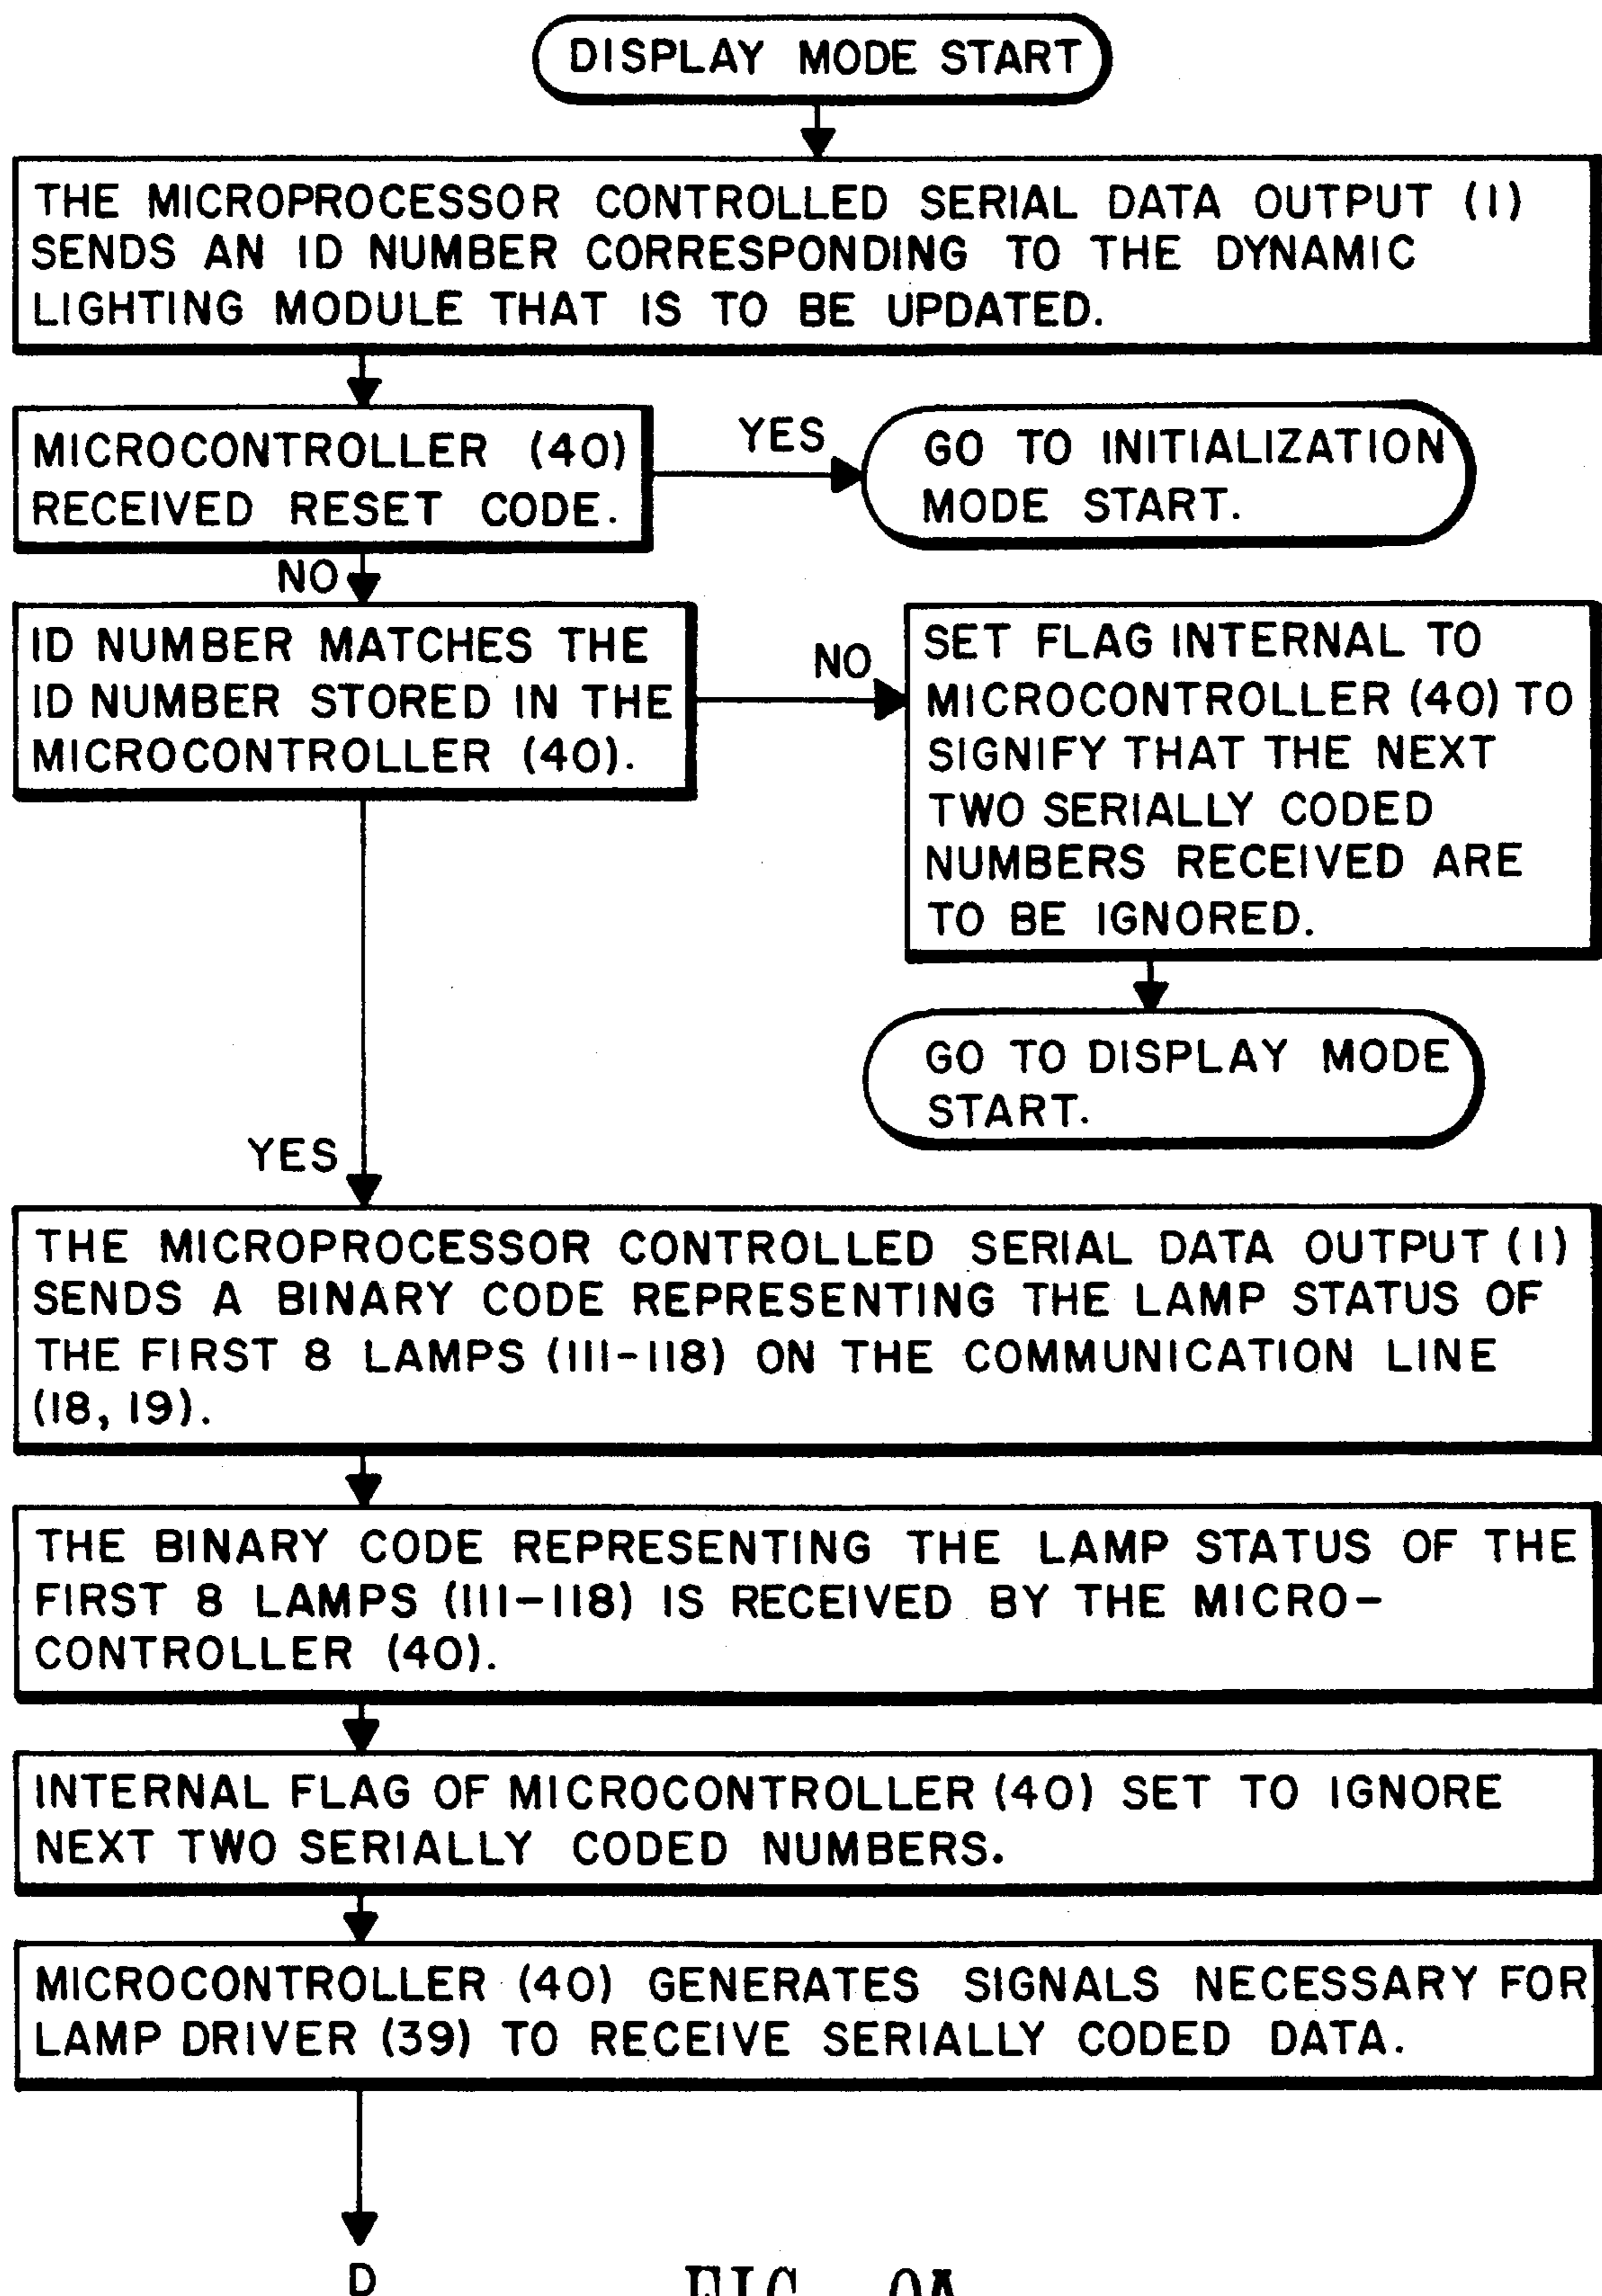 DISPLAY MODE START
THE MICROPROCESSOR CONTROLLED SERIAL DATA OUTPUT (1)
SENDS AN ID NUMBER CORRESPONDING TO THE DYNAMIC
LIGHTING MODULE THAT IS TO BE UPDATED.
MICROCONTROLLER (40)
RECEIVED RESET CODE.
YES
GO TO INITIALIZATION
MODE START.
NO
ID NUMBER MATCHES THE
ID NUMBER STORED IN THE
MICROCONTROLLER (40).
NO
SET FLAG INTERNAL TO
MICROCONTROLLER (40) TO
SIGNIFY THAT THE NEXT
TWO SERIALLY CODED
NUMBERS RECEIVED ARE
TO BE IGNORED.
GO TO DISPLAY MODE
START.
YES
THE MICROPROCESSOR CONTROLLED SERIAL DATA OUTPUT (1)
SENDS A BINARY CODE REPRESENTING THE LAMP STATUS OF
THE FIRST 8 LAMPS (111-118) ON THE COMMUNICATION LINE
(18, 19).
THE BINARY CODE REPRESENTING THE LAMP STATUS OF THE
FIRST 8 LAMPS (111-118) IS RECEIVED BY THE MICRO-
CONTROLLER (40).
INTERNAL FLAG OF MICROCONTROLLER (40) SET TO IGNORE
NEXT TWO SERIALLY CODED NUMBERS.
MICROCONTROLLER (40) GENERATES SIGNALS NECESSARY FOR
LAMP DRIVER (39) TO RECEIVE SERIALLY CODED DATA.
D
FIG.